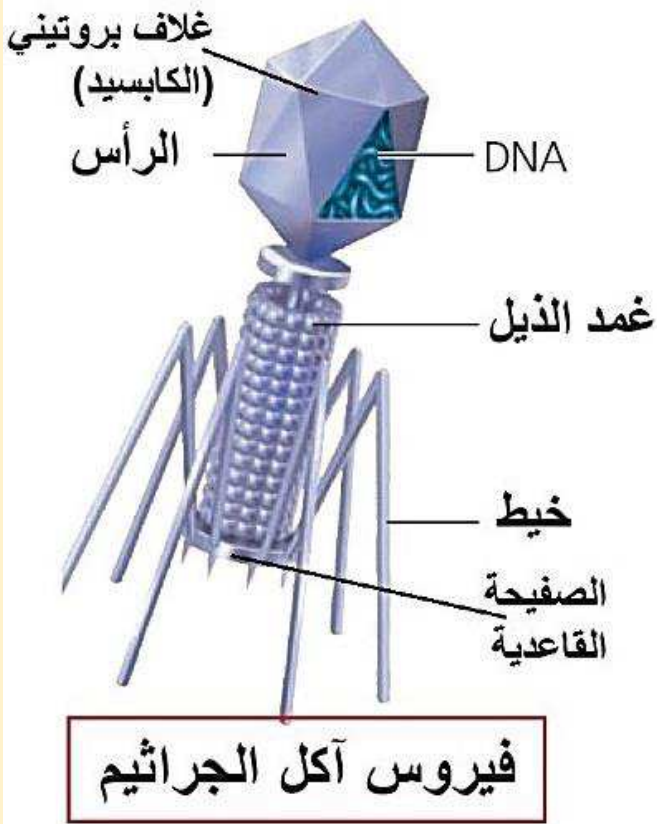 غلاف بروتيني
(الكابسيد)
الرأس
DNA
غمد الذيل
خيط
الصفيحة
القاعدية
فيروس آكل الجراثيم